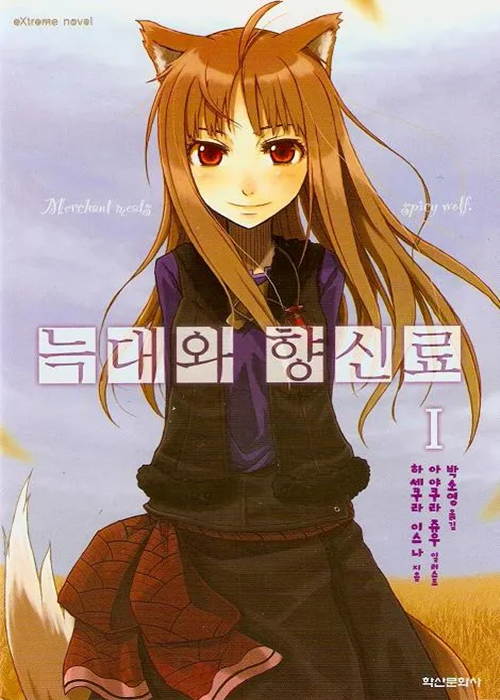 eXtreme novel
Merchant meats
spicy wolf.
늑대와 향신료
I
박소영 옮김
아야쿠라 쥬우 일러스트
하세쿠라 이스나 지음
학산문화사